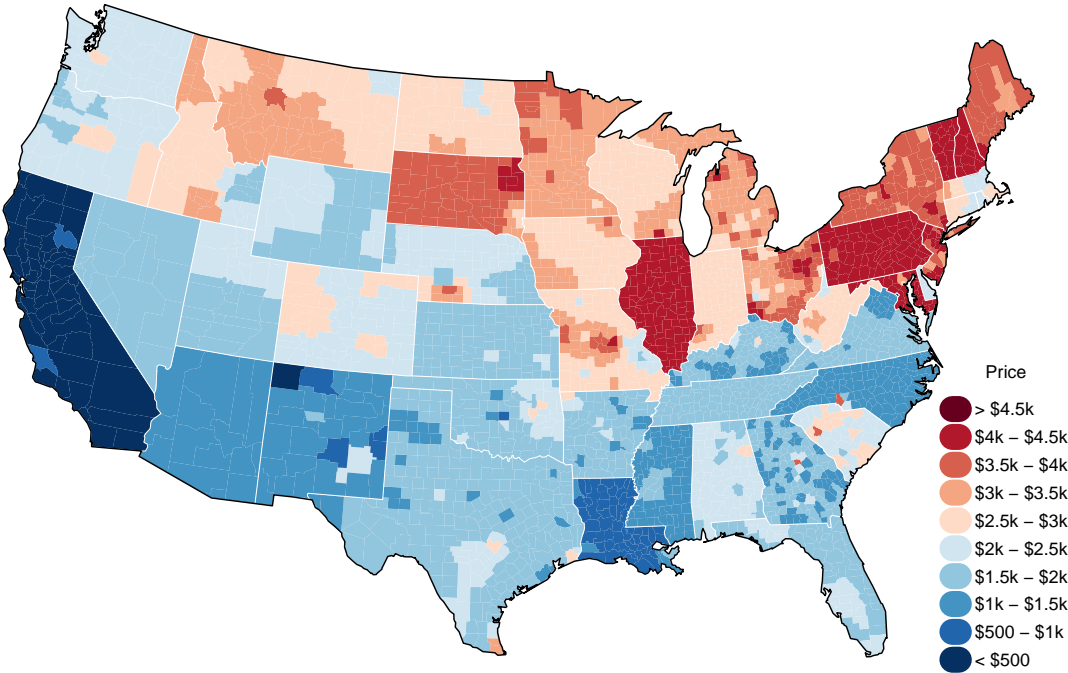 Price
> $4.5k
$4k – $4.5k
$3.5k – $4k
$3k – $3.5k
$2.5k – $3k
$2k – $2.5k
$1.5k – $2k
$1k – $1.5k
$500 – $1k
< $500